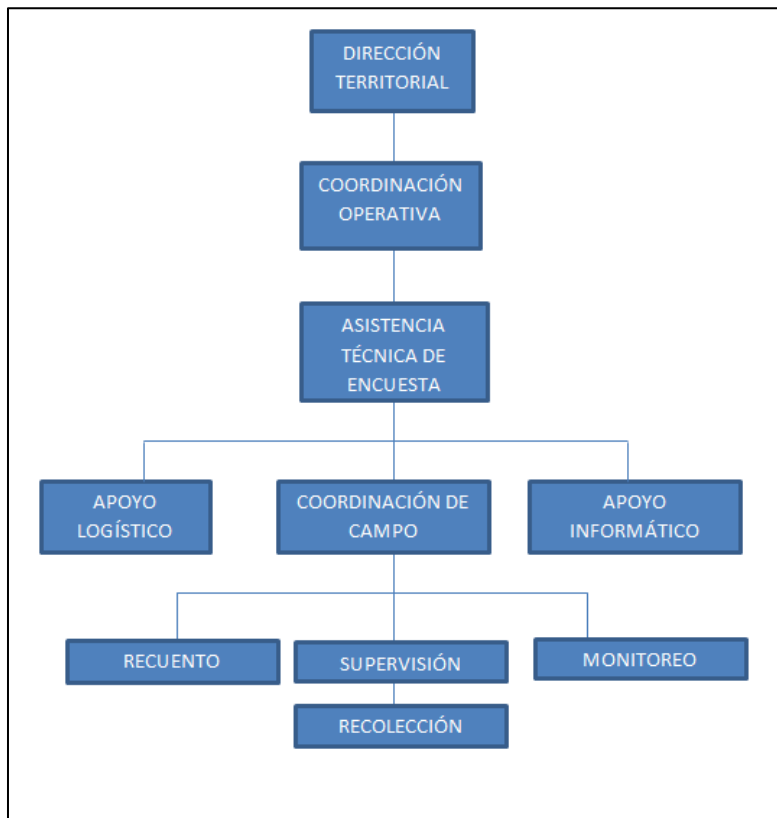 DIRECCIÓN
TERRITORIAL
COORDINACIÓN
OPERATIVA
ASISTENCIA
TÉCNICA DE
ENCUESTA
APOYO
LOGÍSTICO
COORDINACIÓN DE
CAMPO
APOYO
INFORMÁTICO
RECUENTO
SUPERVISIÓN
MONITOREO
RECOLECCIÓN